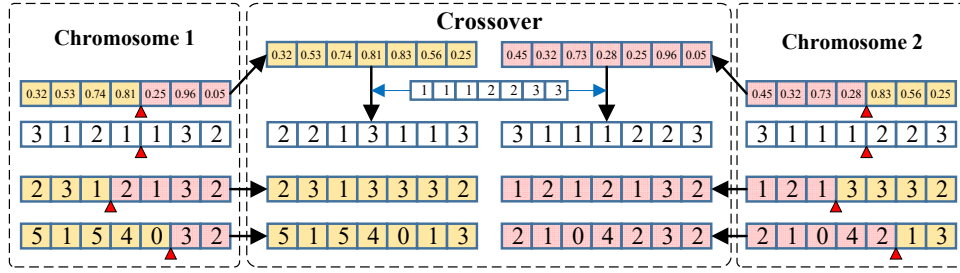 Crossover
Chromosome 1
Chromosome 2
0.32 0.53 0.74 0.81 0.83 0.56 0.25
0.45 0.32 0.73 0.28 0.25 0.96 0.05
0.32 0.53 0.74 0.81 0.25 0.96 0.05
1 1 1 2 2 3 3
0.45 0.32 0.73 0.28 0.83 0.56 0.25
3 1 2 1 1 3 2
2 2 1 3 1 1 3
3 1 1 1 2 2 3
3 1 1 1 2 2 3
2 3 1 2 1 3 2
2 3 1 3 3 3 2
1 2 1 2 1 3 2
1 2 1 3 3 3 2
5 1 5 4 0 3 2
5 1 5 4 0 1 3
2 1 0 4 2 3 2
2 1 0 4 2 1 3